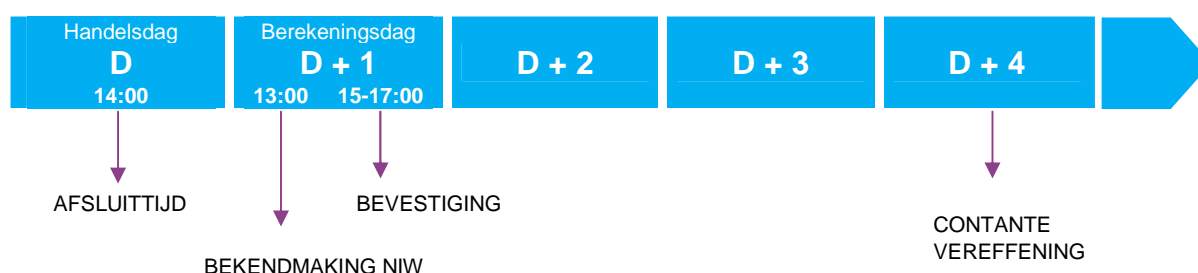 Handelsdag
D
14:00
Berekeningsdag
D + 1
13:00 15-17:00
D + 2
D + 3
D + 4
AFSLUITTIJD
BEVESTIGING
BEKENDMAKING NIW
CONTANTE
VEREFFENING